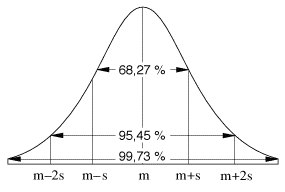 68,27 %
95,45 %
99,73 %
m−2s m−s m m+s m+2s